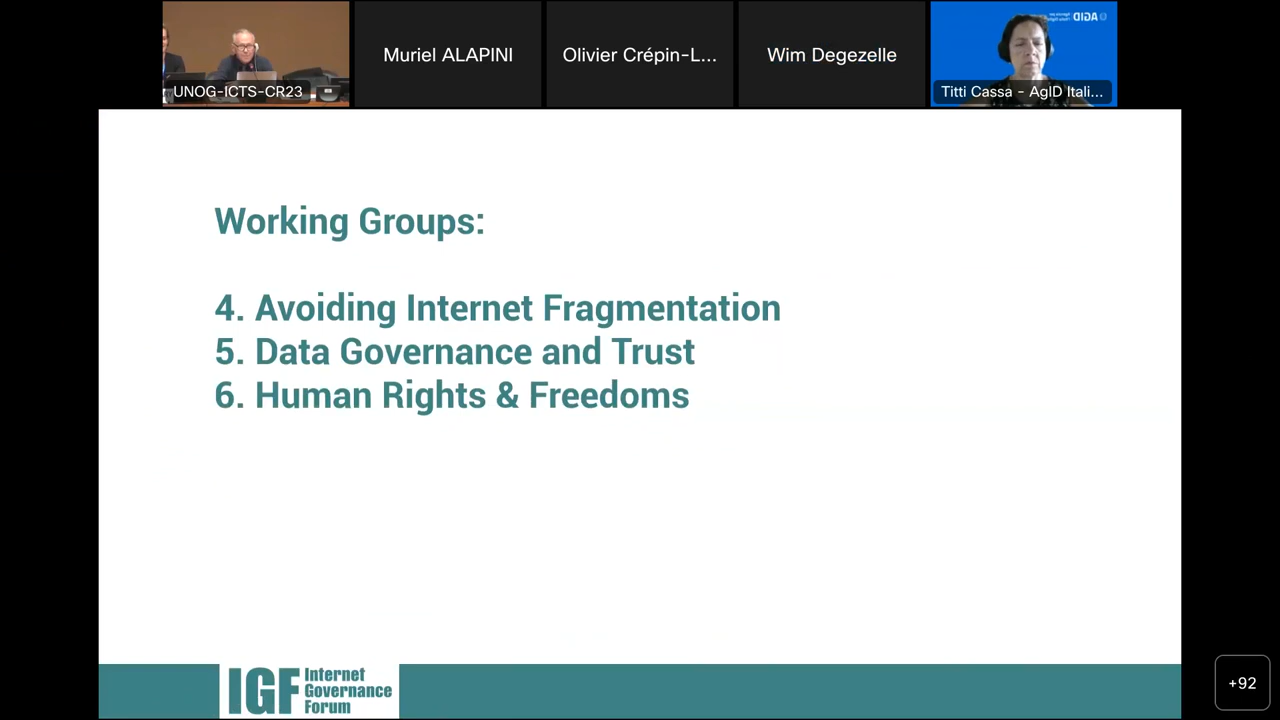 UNOG-ICTS-CR23
Muriel ALAPINI
Olivier Crépin-L...
Wim Degezelle
AGID
Titti Cassa - AgID Itali...
Working Groups:
4. Avoiding Internet Fragmentation
5. Data Governance and Trust
6. Human Rights & Freedoms
IGF
Internet
Governance
Forum
+92